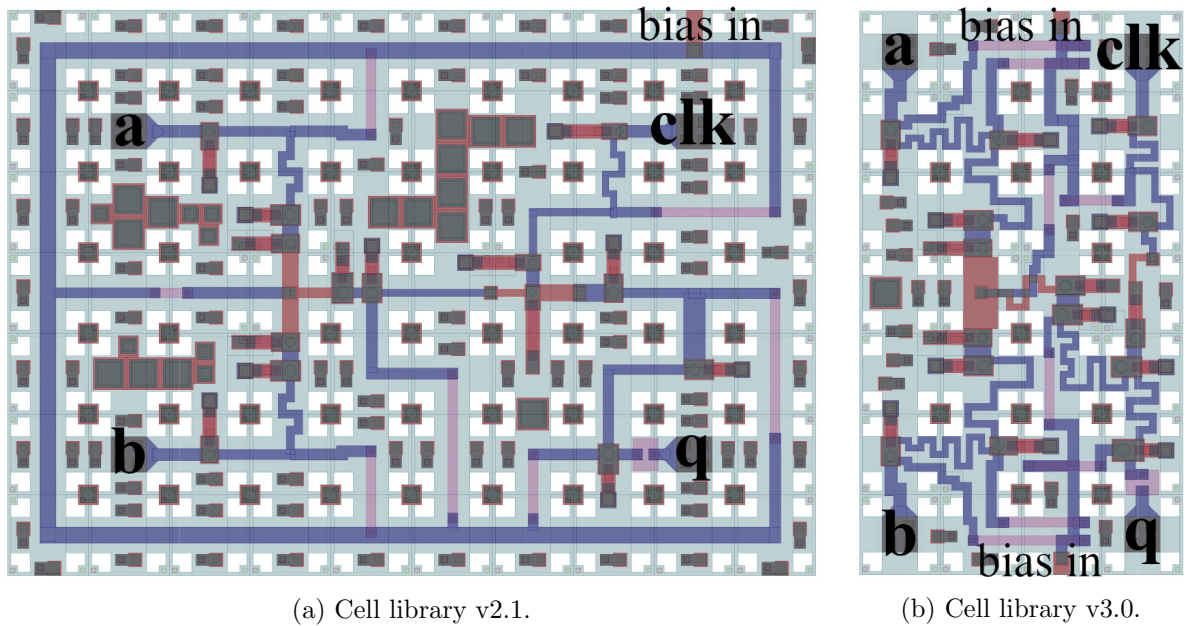 bias in
a
clk
b
q
(a) Cell library v2.1.
bias in
a
clk
b
q
bias in
(b) Cell library v3.0.